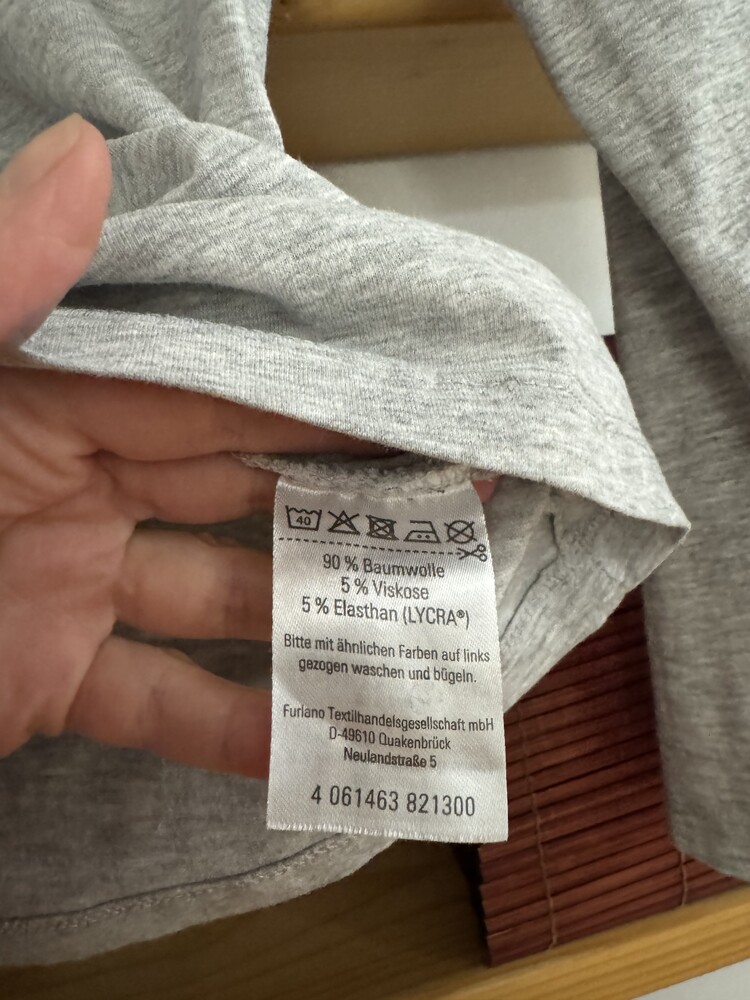 40
90 % Baumwolle
5 % Viskose
5 % Elasthan (LYCRA®)
Bitte mit ähnlichen Farben auf links
gezogen waschen und bügeln.
Furlano Textilhandelsgesellschaft mbH
D-49610 Quakenbrück
Neulandstraße 5
4 061463 821300